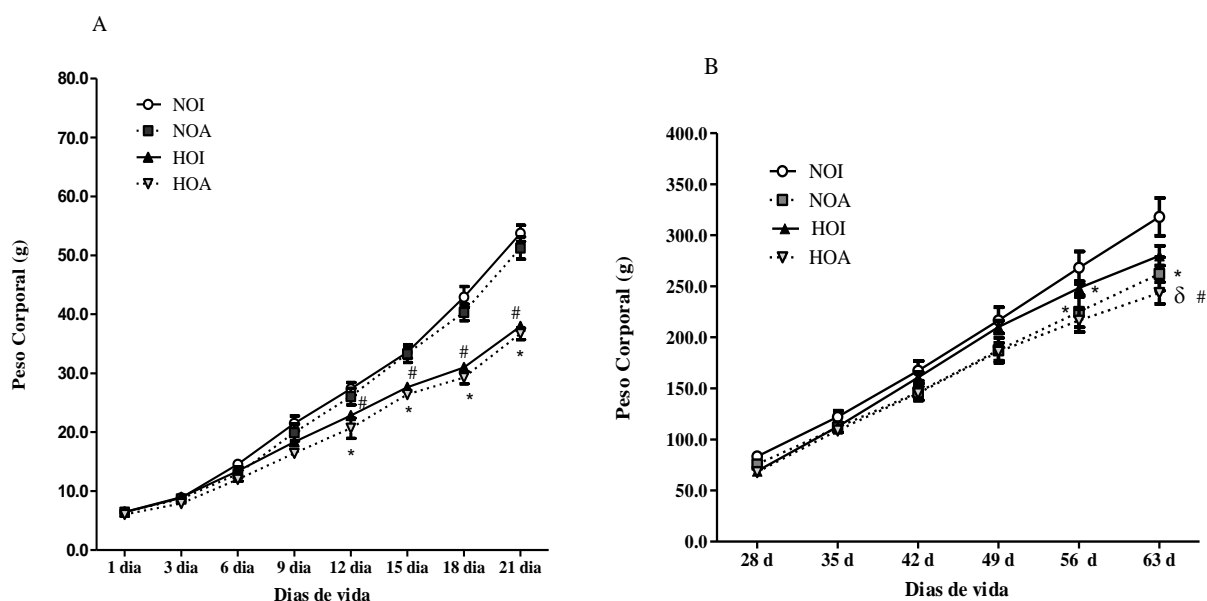 A
Peso Corporal (g)
80.0
70.0
60.0
50.0
40.0
30.0
20.0
10.0
0.0
NOI
NOA
HOI
HOA
#
#
#
#
*
*
*
*
1 dia
3 dia
6 dia
9 dia
12 dia
15 dia
18 dia
21 dia
Dias de vida
B
Peso Corporal (g)
400.0
350.0
300.0
250.0
200.0
150.0
100.0
50.0
0.0
NOI
NOA
HOI
HOA
*
*
*
δ #
28 d
35 d
42 d
49 d
56 d
63 d
Dias de vida